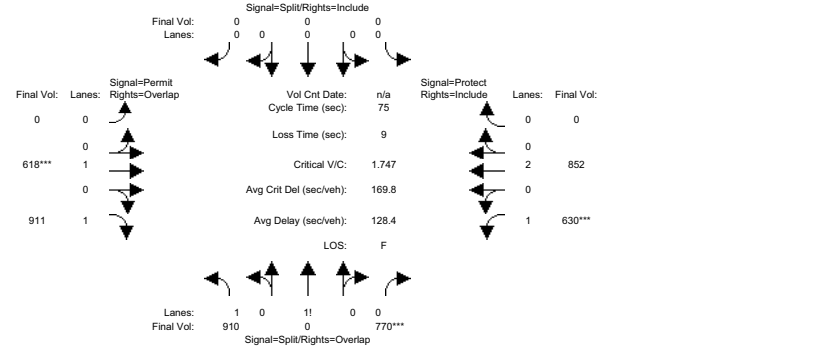 Signal=Split/Rights=Include
Final Vol: 0 0 0
Lanes: 0 0 0 0 0
Signal=Permit Signal=Protect
Final Vol: Lanes: Rights=Overlap Vol Cnt Date: n/a Rights=Include Lanes: Final Vol:
Cycle Time (sec): 75
0 0 0 0
Loss Time (sec): 9
0 0
618*** 1 Critical V/C: 1.747 2 852
0 Avg Crit Del (sec/veh): 169.8 0
911 1 Avg Delay (sec/veh): 128.4 1 630***
LOS: F
Lanes: 1 0 1! 0 0
Final Vol: 910 0 770***
Signal=Split/Rights=Overlap